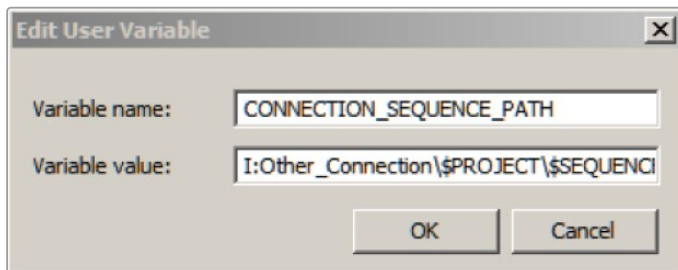 Edit User Variable
Variable name: CONNECTION_SEQUENCE_PATH
Variable value: I:Other_Connection\$PROJECT\$SEQUENC
OK Cancel